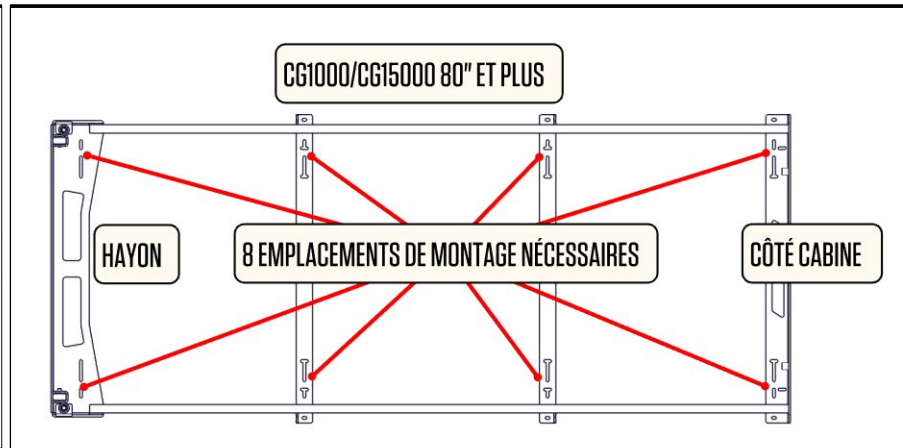 CG1000/CG15000 80" ET PLUS
HAYON
8 EMPLACEMENTS DE MONTAGE NÉCESSAIRES
CÔTÉ CABINE